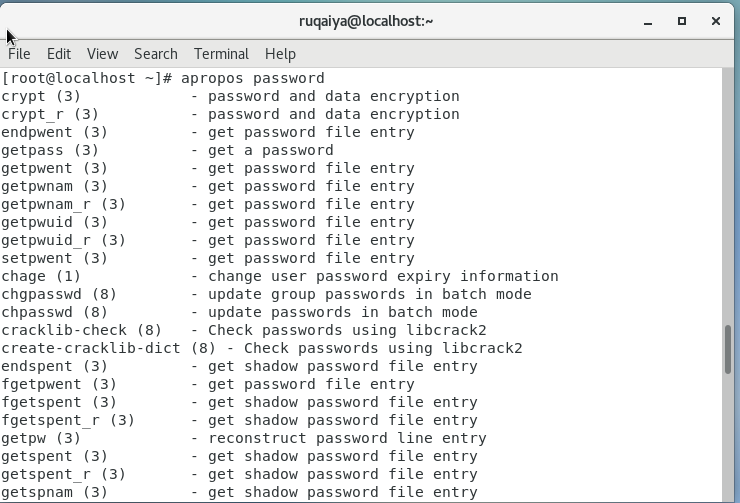 ruqaiya@localhost:~
File Edit View Search Terminal Help
[root@localhost ~]# apropos password
crypt (3)            - password and data encryption
crypt_r (3)          - password and data encryption
endpwent (3)         - get password file entry
getpass (3)          - get a password
getpwent (3)         - get password file entry
getpwnam (3)         - get password file entry
getpwnam_r (3)       - get password file entry
getpwuid (3)         - get password file entry
getpwuid_r (3)       - get password file entry
setpwent (3)         - get password file entry
chage (1)            - change user password expiry information
chgpasswd (8)        - update group passwords in batch mode
chpasswd (8)         - update passwords in batch mode
cracklib-check (8)   - Check passwords using libcrack2
create-cracklib-dict (8) - Check passwords using libcrack2
endspent (3)         - get shadow password file entry
fgetpwent (3)        - get password file entry
fgetspent (3)        - get shadow password file entry
fgetspent_r (3)      - get shadow password file entry
getpw (3)            - reconstruct password line entry
getspent (3)         - get shadow password file entry
getspent_r (3)       - get shadow password file entry
getspnam (3)         - get shadow password file entry